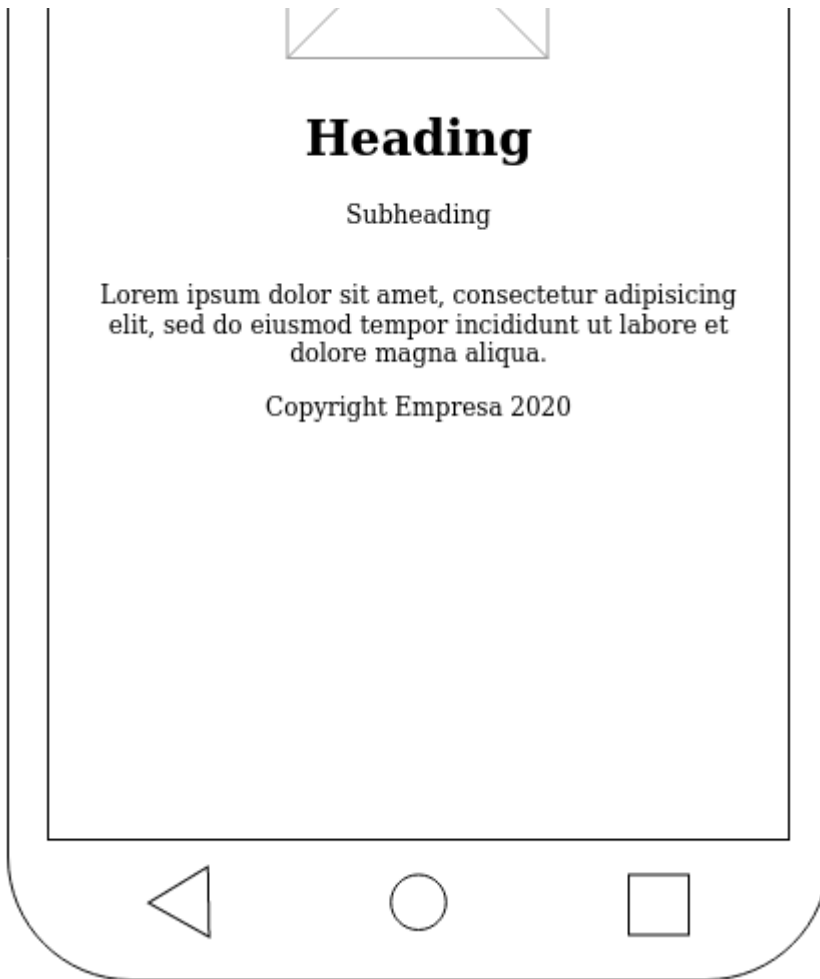 Heading
Subheading
Lorem ipsum dolor sit amet, consectetur adipisicing
elit, sed do eiusmod tempor incididunt ut labore et
dolore magna aliqua.
Copyright Empresa 2020